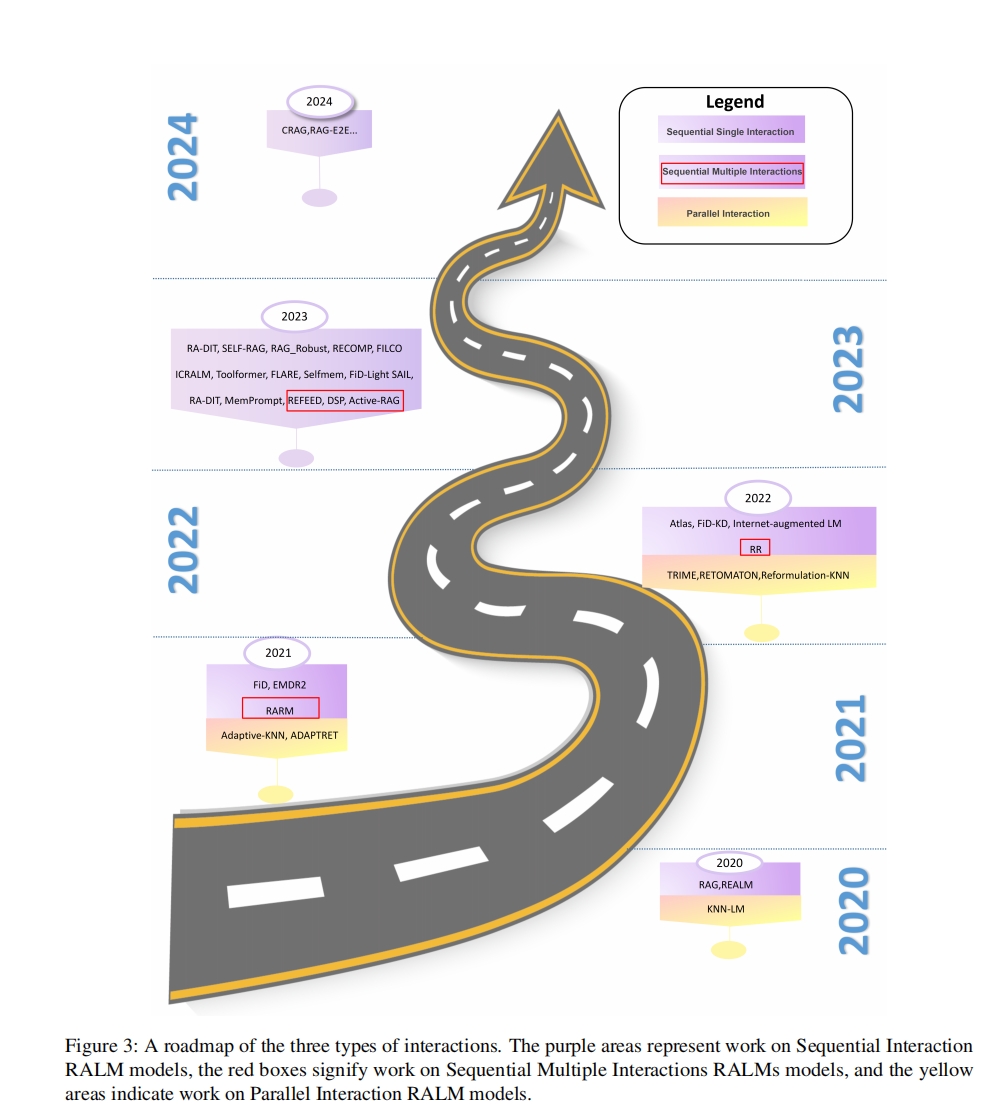 2024
2024
CRAG,RAG-E2E...
Legend
Sequential Single Interaction
Sequential Multiple Interactions
Parallel Interaction
2023
2023
RA-DIT, SELF-RAG, RAG_Robust, RECOMP, FILCO
ICRALM, Toolformer, FLARE, Selfmem, FiD-Light SAIL,
RA-DIT, MemPrompt, REFEED, DSP, Active-RAG
2022
2022
Atlas, FiD-KD, Internet-augmented LM
RR
TRIME,RETOMATON,Reformulation-KNN
2021
FiD, EMDR2
RARM
Adaptive-KNN, ADAPTRET
2021
2020
RAG,REALM
KNN-LM
2020
Figure 3: A roadmap of the three types of interactions. The purple areas represent work on Sequential Interaction
RALM models, the red boxes signify work on Sequential Multiple Interactions RALMs models, and the yellow
areas indicate work on Parallel Interaction RALM models.